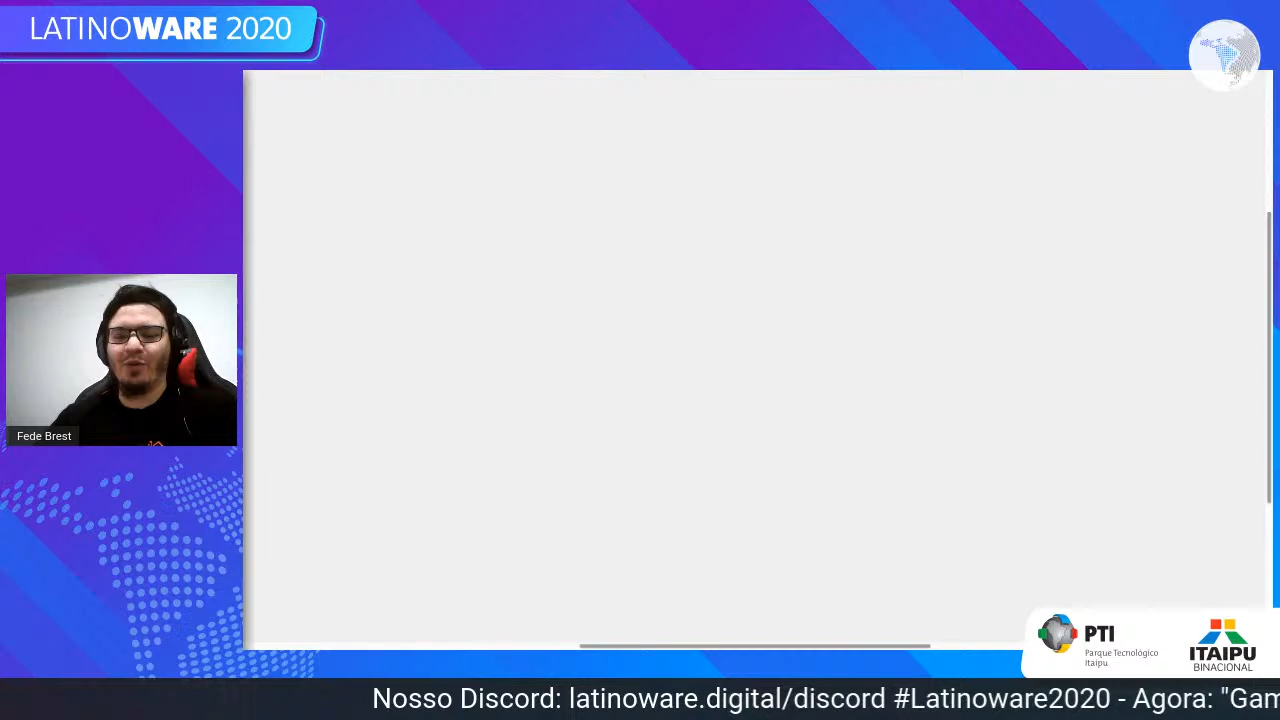 LATINOWARE 2020
Fede Brest
PTI
Parque Tecnológico
Itaipu
ITAIPU
BINACIONAL
Nosso Discord: latinoware.digital/discord #Latinoware2020 - Agora: "Gam